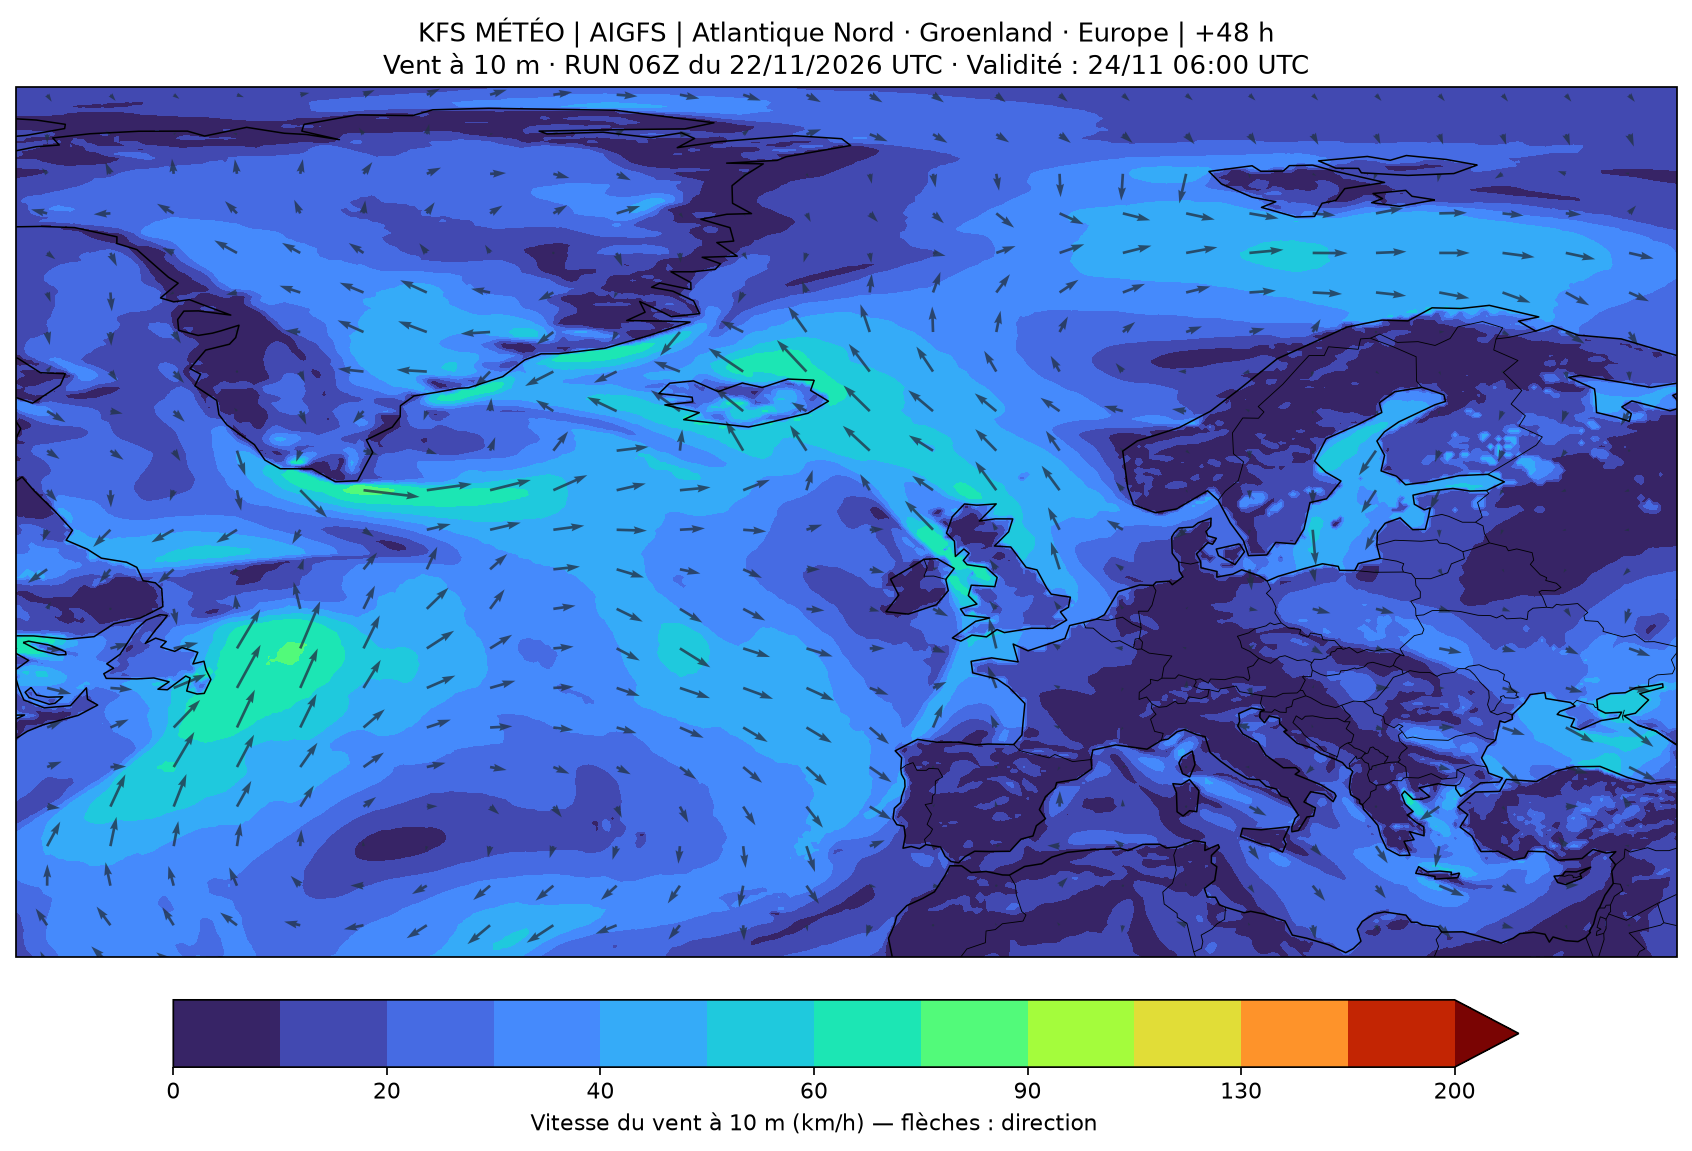 KFS MÉTÉO | AIGFS | Atlantique Nord · Groenland · Europe | +48 h
Vent à 10 m · RUN 06Z du 22/11/2026 UTC · Validité : 24/11 06:00 UTC
0 20 40 60 90 130 200
Vitesse du vent à 10 m (km/h) — flèches : direction